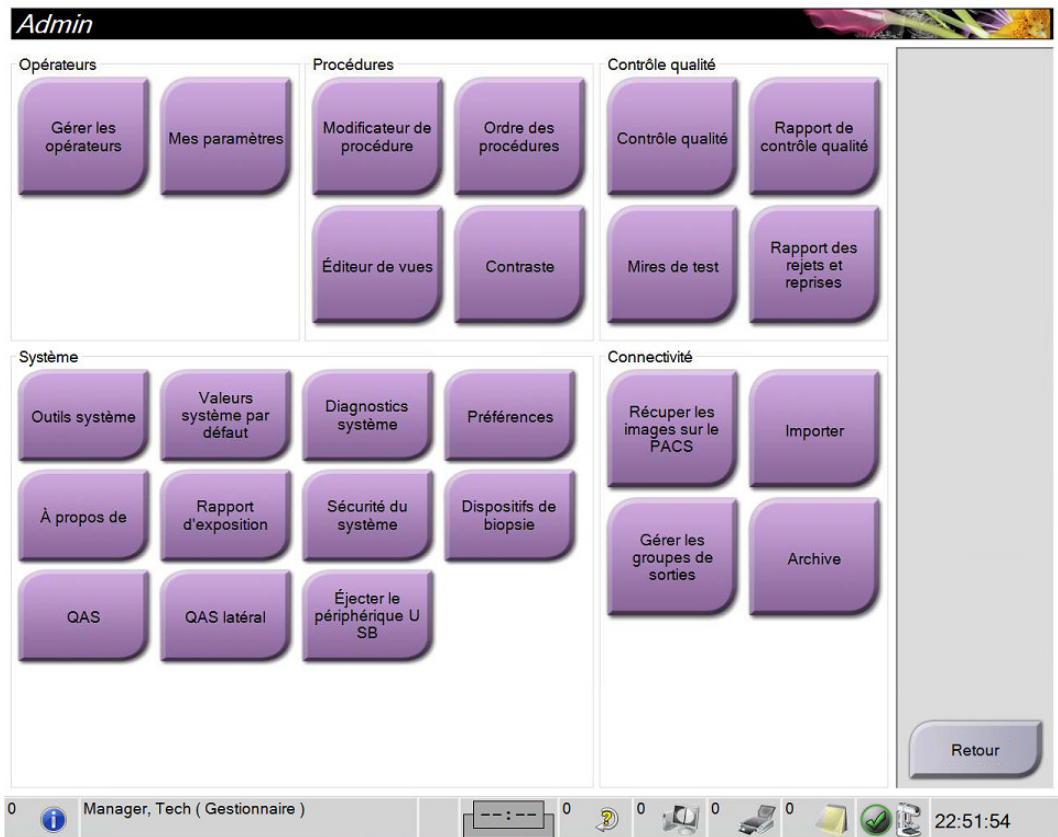 Admin
Opérateurs
Gérer les
opérateurs
Mes paramètres
Procédures
Modificateur de
procédure
Ordre des
procédures
Éditeur de vues
Contraste
Contrôle qualité
Contrôle qualité
Rapport de
contrôle qualité
Mires de test
Rapport des
rejets et
reprises
Système
Outils système
Valeurs
système par
défaut
Diagnostics
système
Préférences
À propos de
Rapport
d'exposition
Sécurité du
système
Dispositifs de
biopsie
QAS
QAS latéral
Éjecter le
périphérique U
SB
Connectivité
Récuper les
images sur le
PACS
Importer
Gérer les
groupes de
sorties
Archive
Retour
0
Manager, Tech ( Gestionnaire )
--:--
0
0
0
0
22:51:54